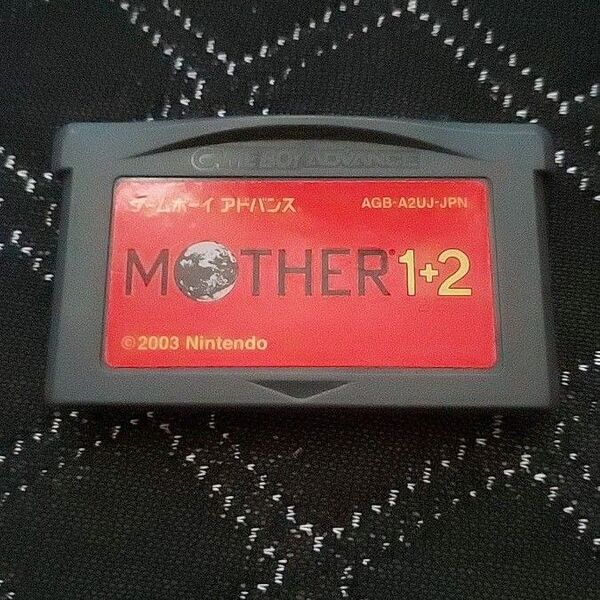 GAME BOY ADVANCE
ゲームボーイ アドバンス
AGB-A2UJ-JPN
MOTHER® 1+2
©2003 Nintendo